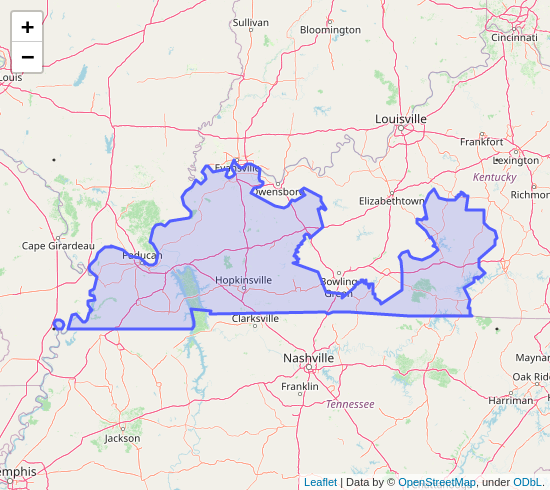 +
−
Sullivan
Bloomington
Cincinnati
Louis
Louisville
Frankfort
Lexington
Kentucky
Evansville
Owensboro
Elizabethtown
Richmon
Cape Girardeau
Paducah
Hopkinsville
Bowling
Green
Clarksville
Nashville
Maynar
Oak Rid
Franklin
Harriman
Tennessee
Jackson
emphis
Leaflet | Data by © OpenStreetMap, under ODbL.